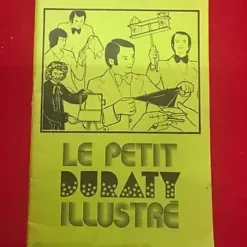 LE PETIT
DURATY
ILLUSTRÉ